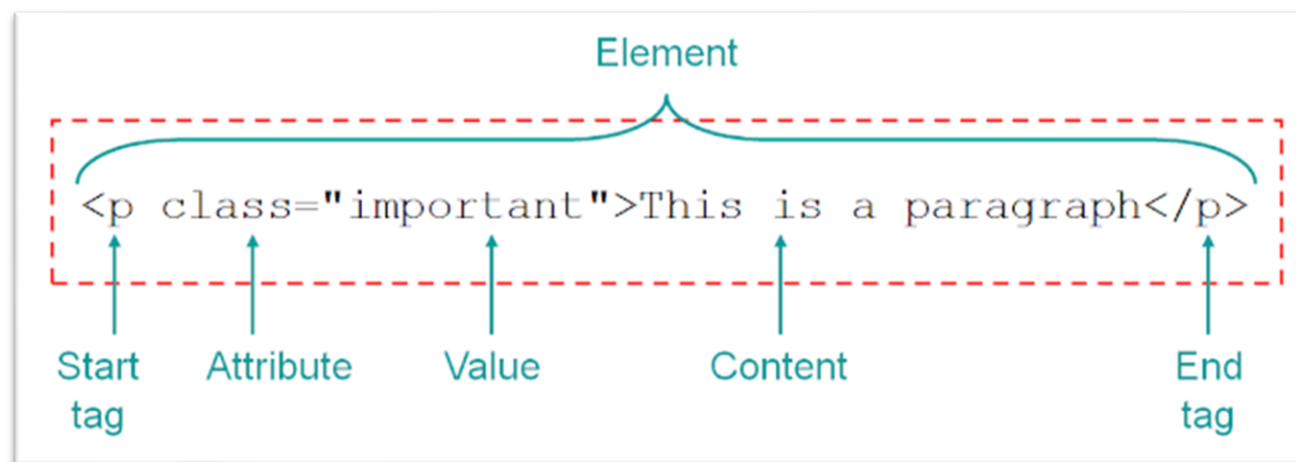 Element
<p class="important">This is a paragraph</p>
Start tag
Attribute
Value
Content
End tag